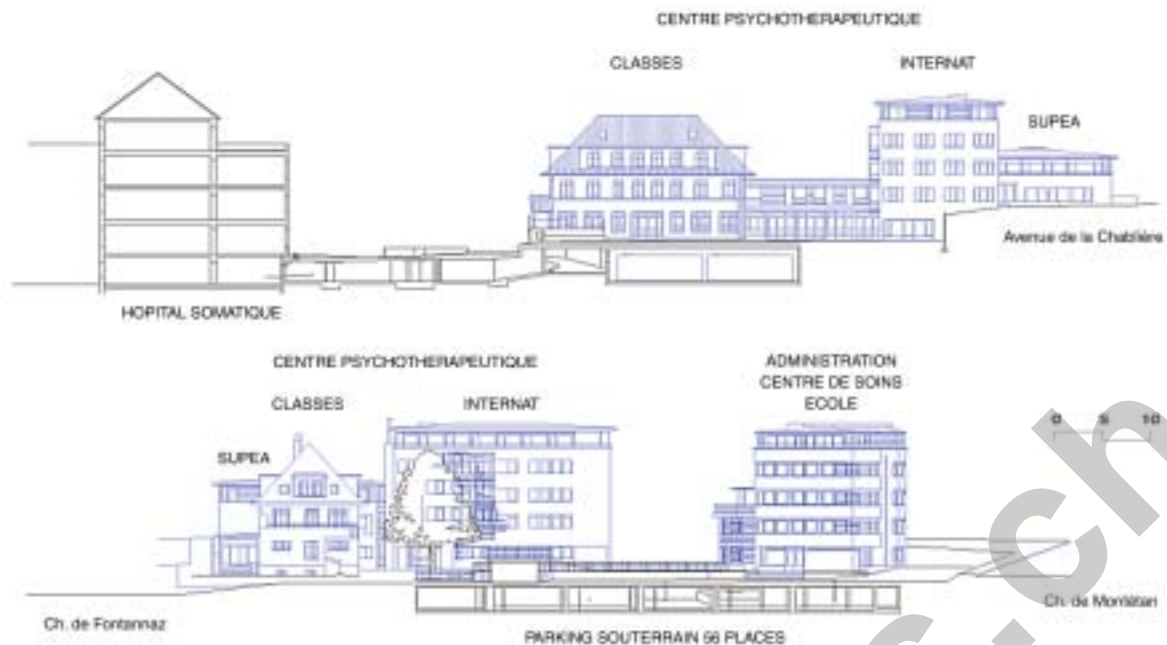 CENTRE PSYCHOTHERAPEUTIQUE
CLASSES
INTERNAT
SUPEA
Avenue de la Chablière
HOPITAL SOMATIQUE
CENTRE PSYCHOTHERAPEUTIQUE
CLASSES
INTERNAT
SUPEA
ADMINISTRATION
CENTRE DE SOINS
ECOLE
0 5 10
Ch. de Fontannaz
PARKING SOUTERRAIN 56 PLACES
Ch. de Montétan